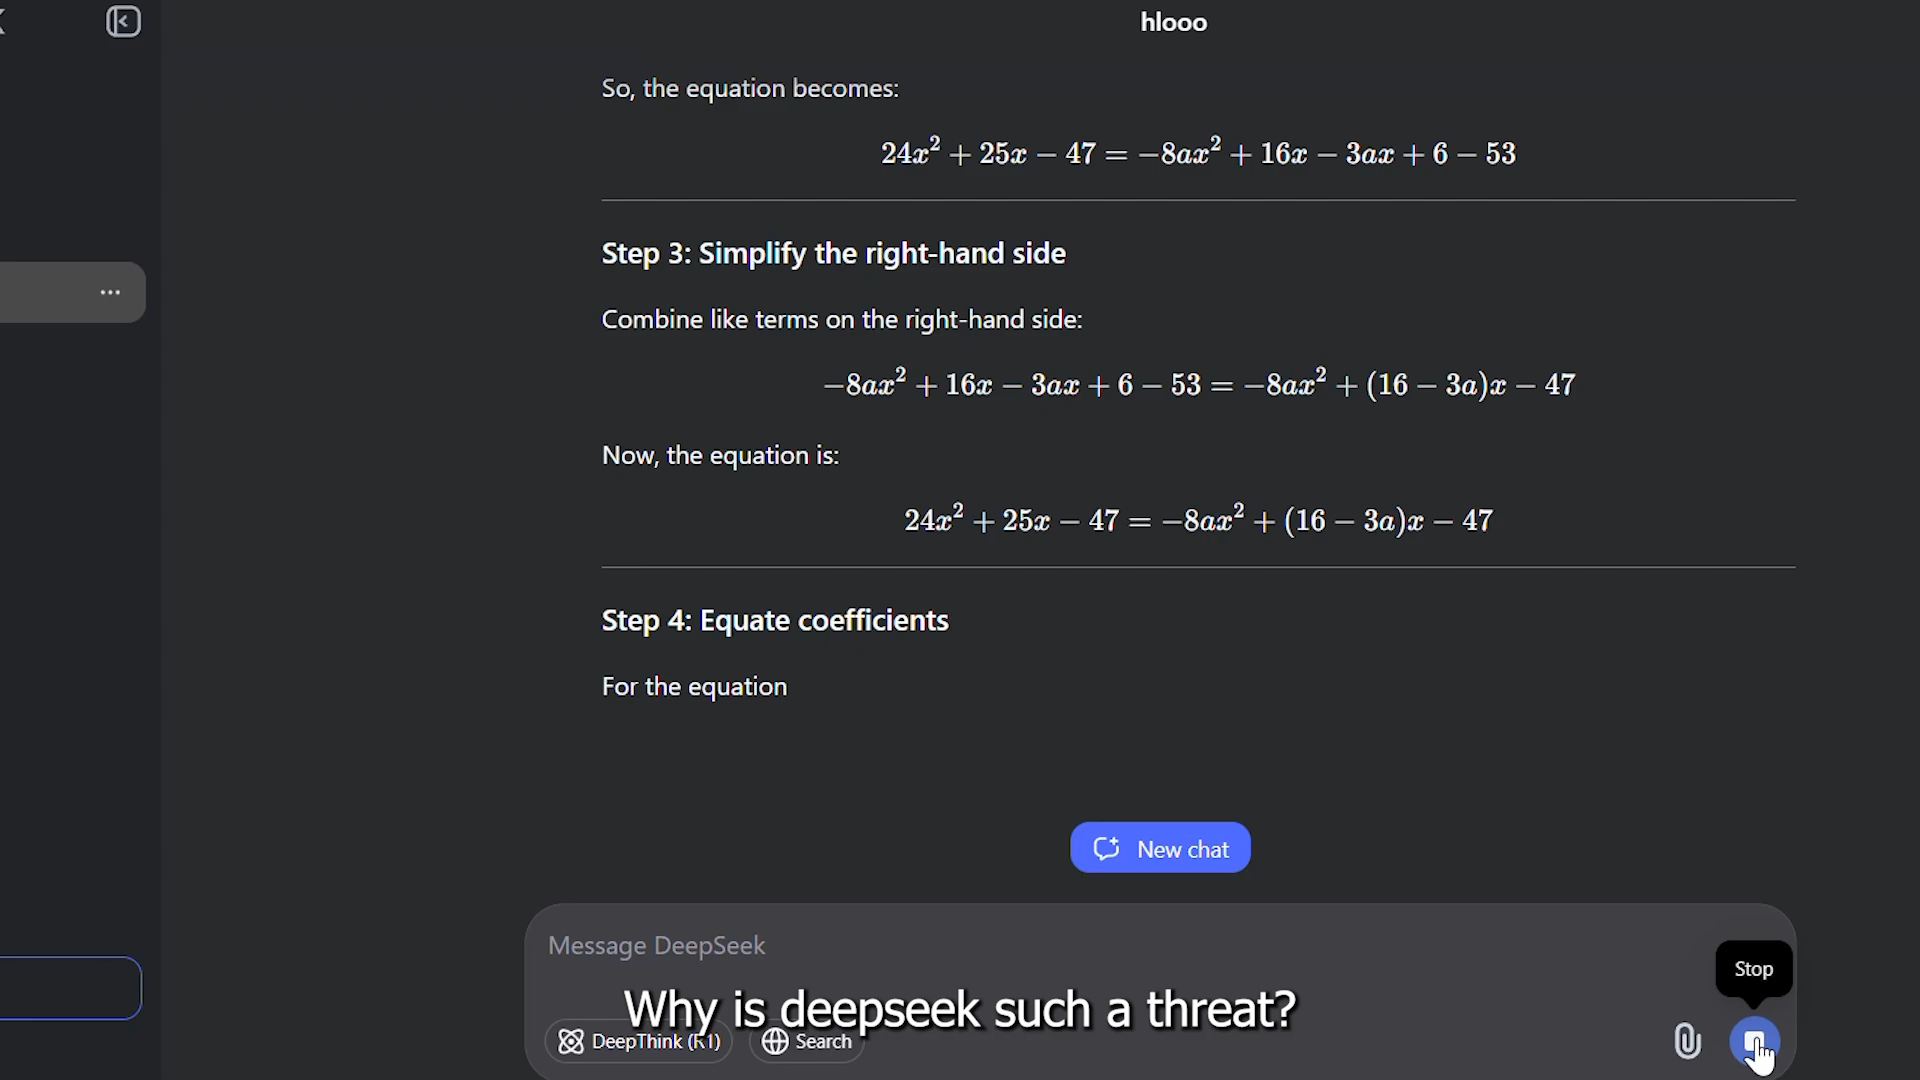 hlooo
So, the equation becomes:
24x² + 25x − 47 = −8ax² + 16x − 3ax + 6 − 53
Step 3: Simplify the right-hand side
Combine like terms on the right-hand side:
−8ax² + 16x − 3ax + 6 − 53 = −8ax² + (16 − 3a)x − 47
Now, the equation is:
24x² + 25x − 47 = −8ax² + (16 − 3a)x − 47
Step 4: Equate coefficients
For the equation
New chat
Message DeepSeek
Stop
Why is deepseek such a threat?
DeepThink (R1) Search